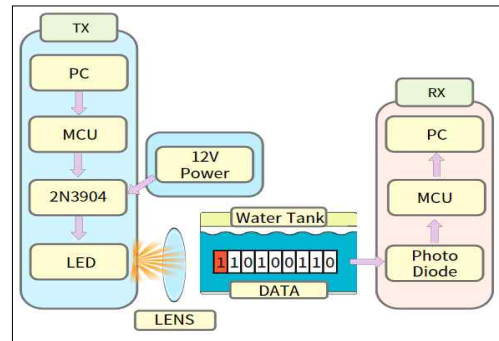 TX
PC
MCU
2N3904
LED
12V
Power
LENS
Water Tank
1 1 0 1 0 0 1 1 0
DATA
RX
PC
MCU
Photo
Diode